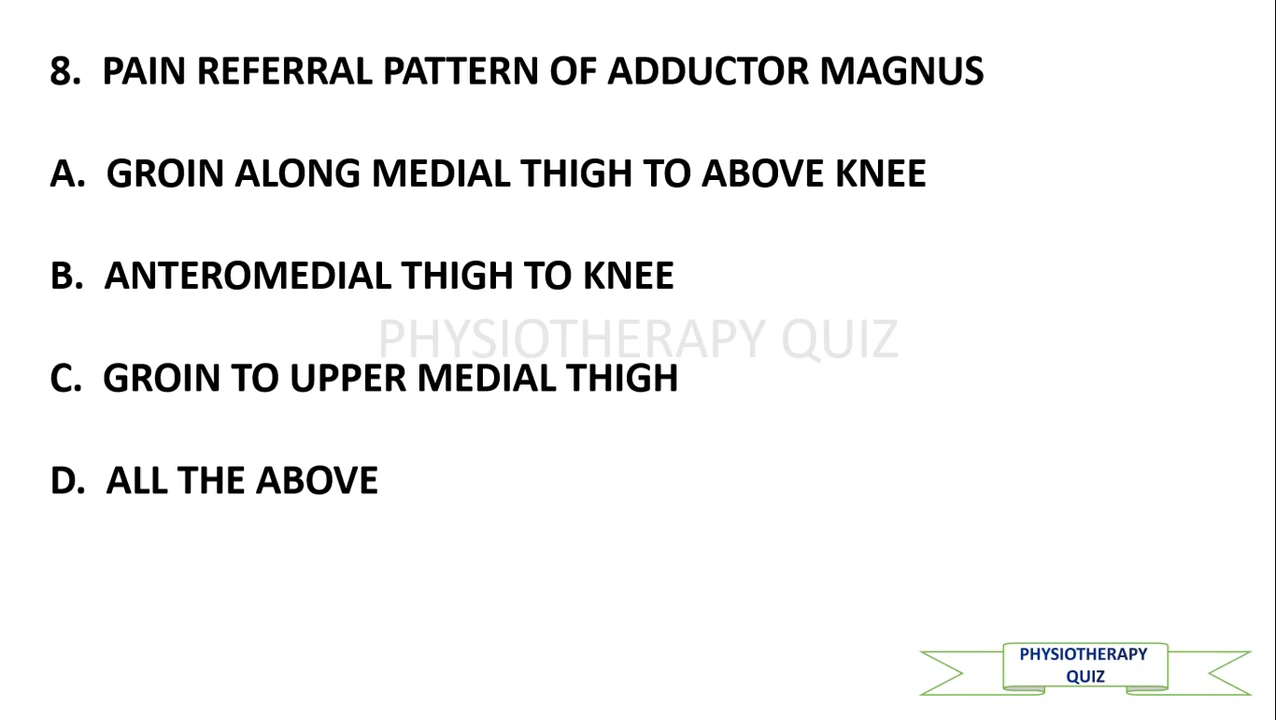 8. PAIN REFERRAL PATTERN OF ADDUCTOR MAGNUS
A. GROIN ALONG MEDIAL THIGH TO ABOVE KNEE
B. ANTEROMEDIAL THIGH TO KNEE
PHYSIOTHERAPY QUIZ
C. GROIN TO UPPER MEDIAL THIGH
D. ALL THE ABOVE
PHYSIOTHERAPY
QUIZ